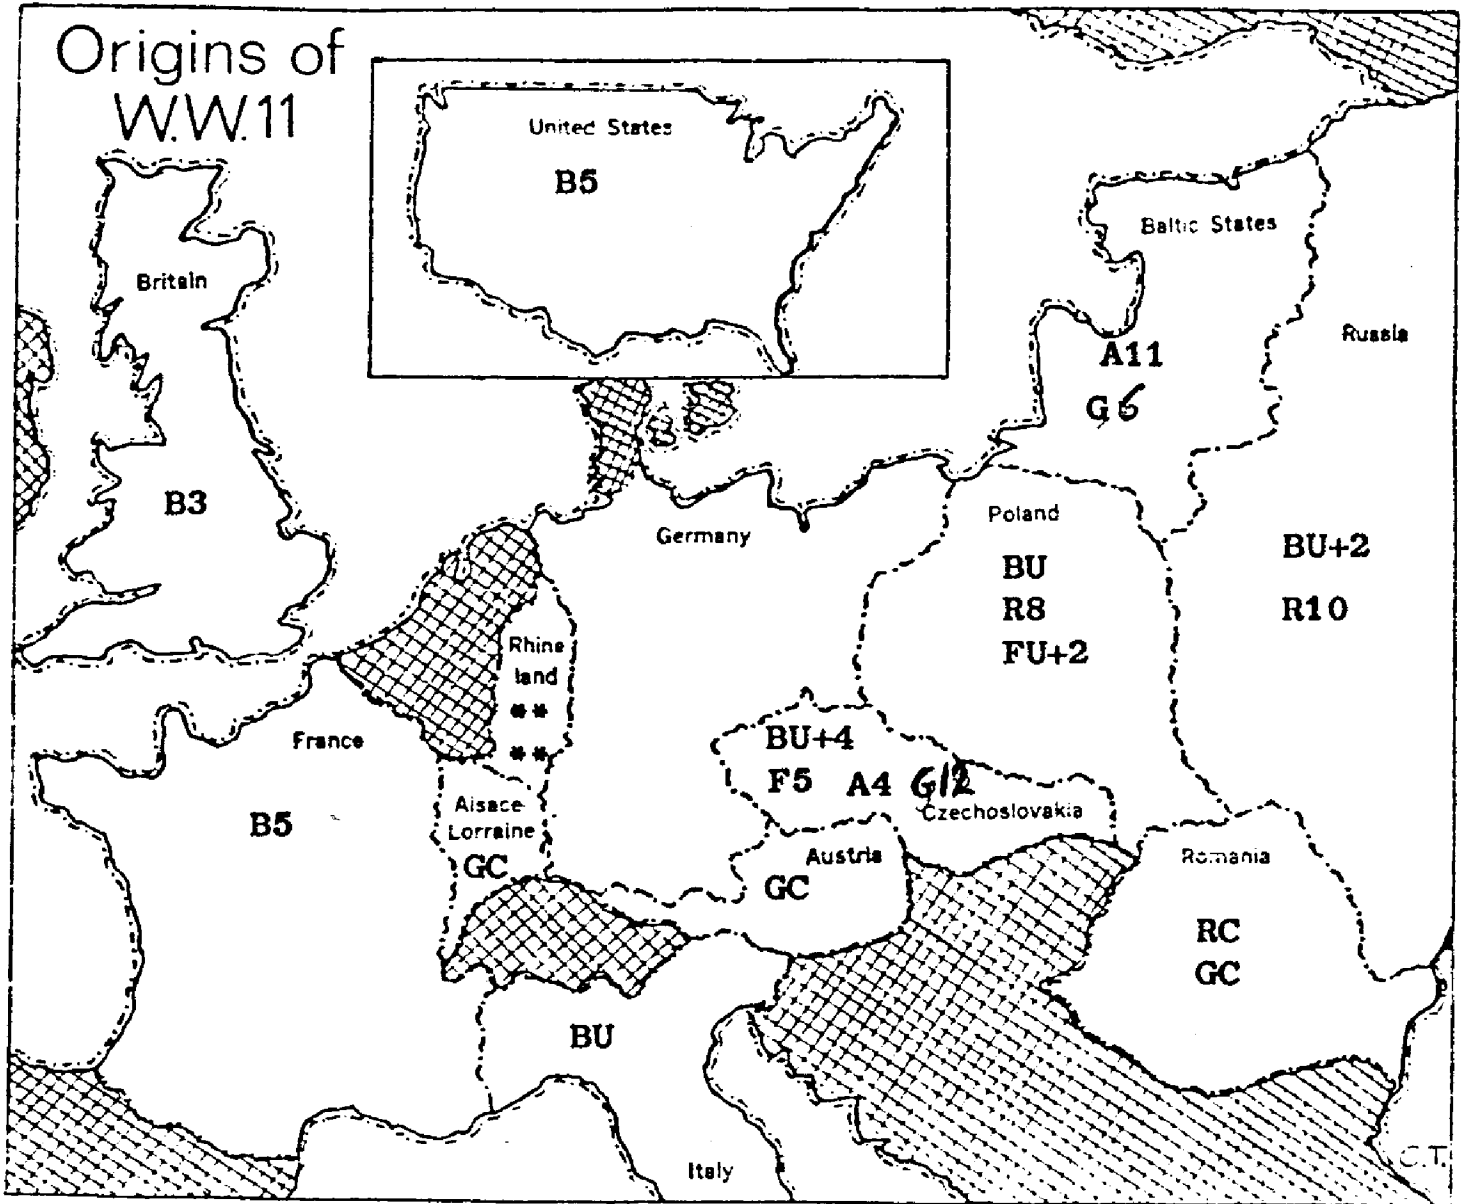 Origins of
W.W.11
United States
B5
Britain
B3
Baltic States
A11
G6
Russia
BU+2
R10
Germany
Poland
BU
R8
FU+2
Rhine
land
**
**
France
B5
Alsace
Lorraine
GC
BU+4
F5 A4 G12
Czechoslovakia
Austria
GC
Romania
RC
GC
BU
Italy
C.T.